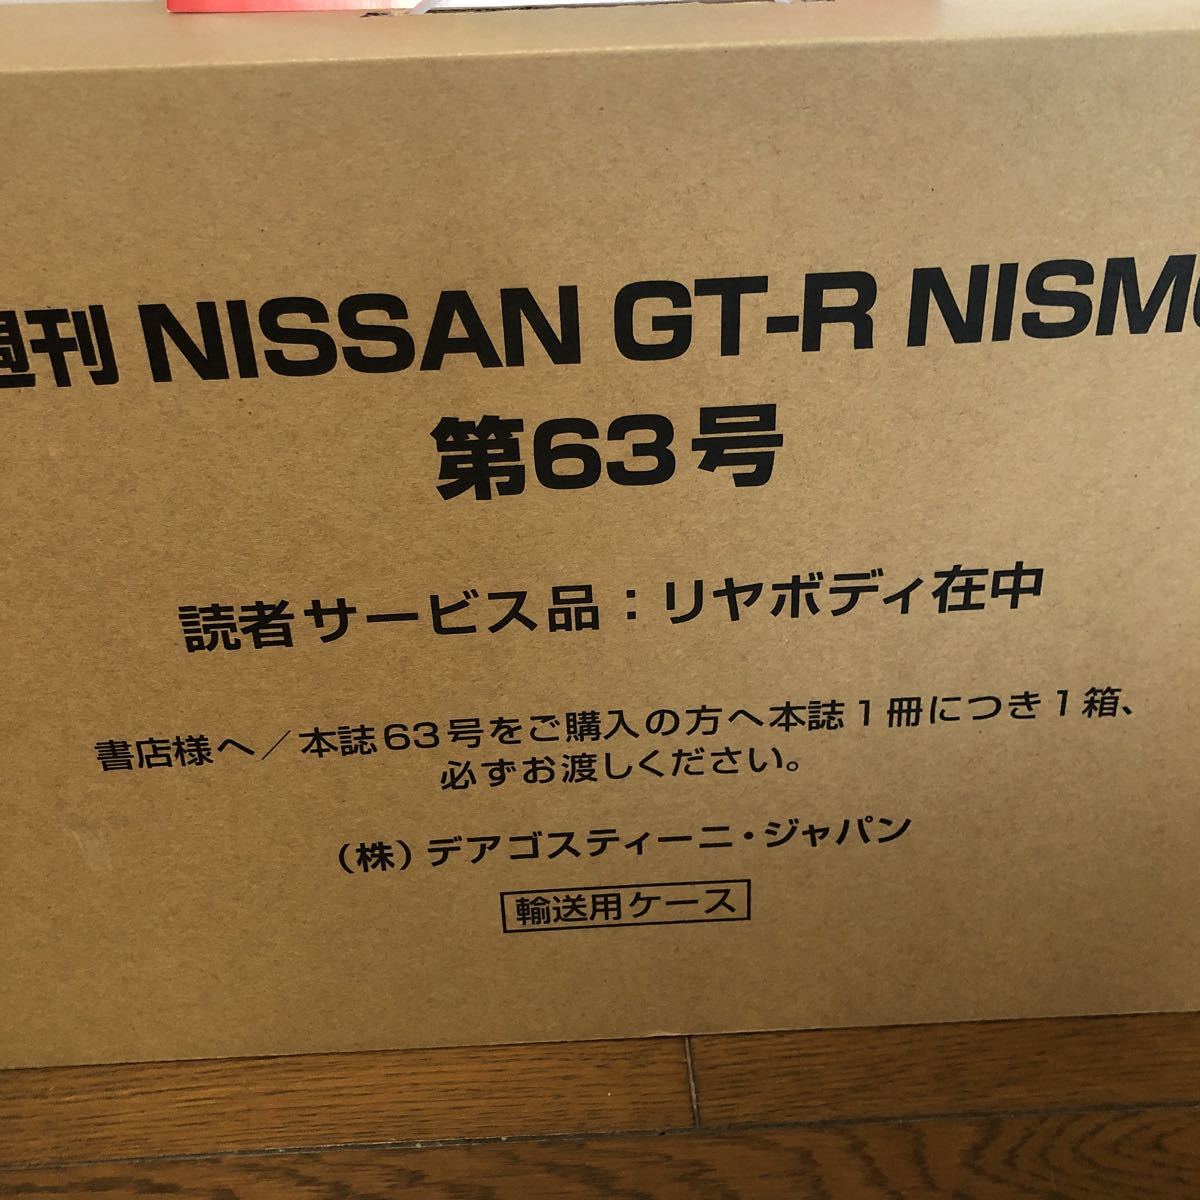 週刊 NISSAN GT-R NISMO
第63号
読者サービス品：リヤボディ在中
書店様へ／本誌63号をご購入の方へ本誌1冊につき1箱、
必ずお渡しください。
（株）デアゴスティーニ・ジャパン
輸送用ケース